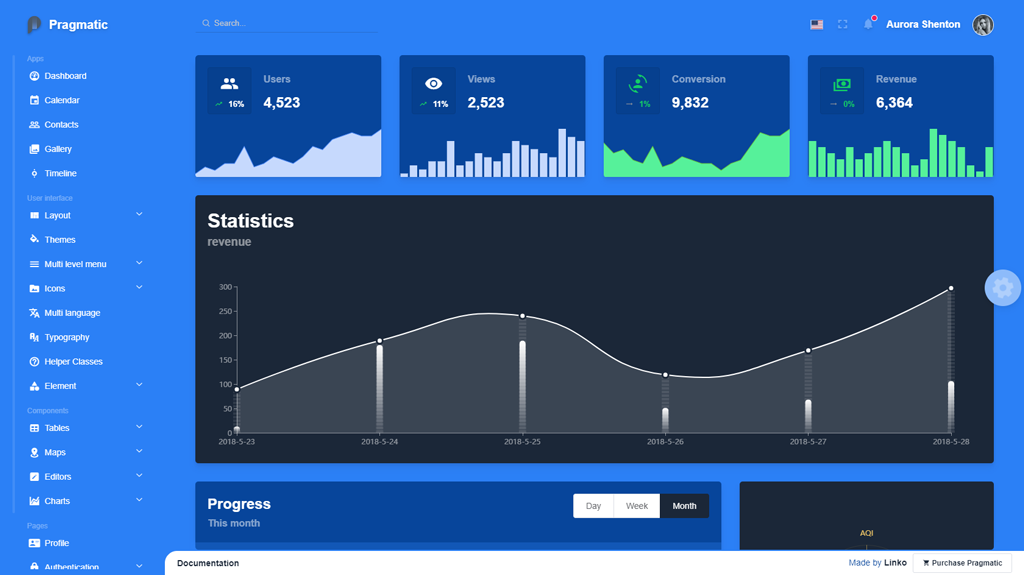 Pragmatic
Search...
Aurora Shenton
Apps
Dashboard
Calendar
Contacts
Gallery
Timeline
User interface
Layout
Themes
Multi level menu
Icons
Multi language
Typography
Helper Classes
Element
Components
Tables
Maps
Editors
Charts
Pages
Profile
Authentication
Users
16%
4,523
Views
11%
2,523
Conversion
1%
9,832
Revenue
0%
6,364
Statistics
revenue
300
250
200
150
100
50
0
2018-5-23 2018-5-24 2018-5-25 2018-5-26 2018-5-27 2018-5-28
Progress
This month
Day Week Month
AQI
Documentation
Made by Linko
Purchase Pragmatic